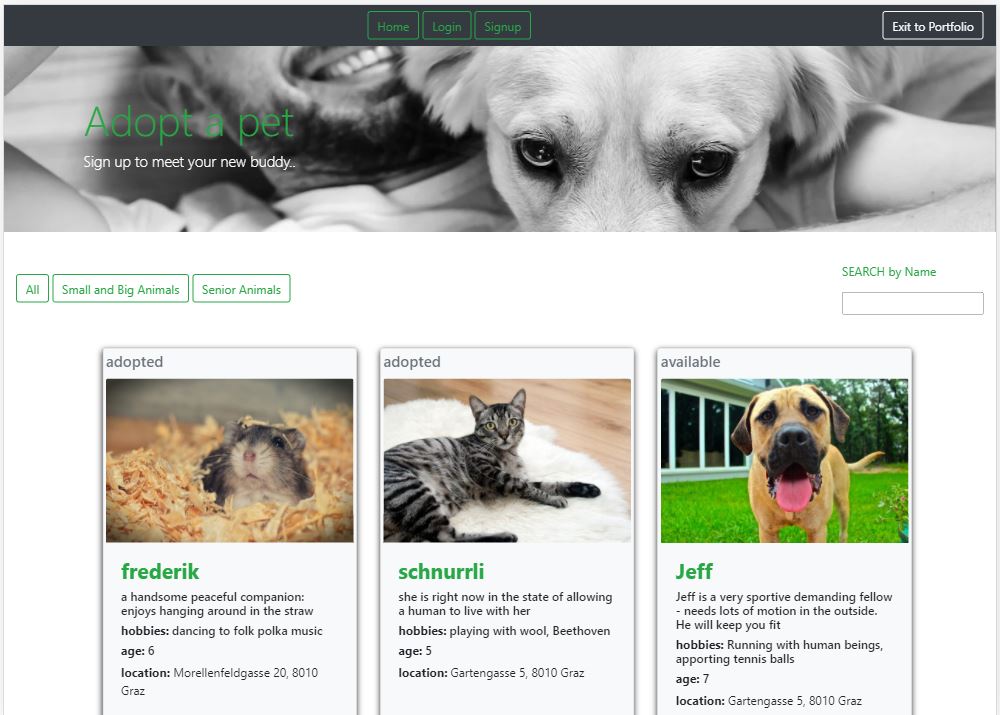 Home Login Signup Exit to Portfolio
Adopt a pet
Sign up to meet your new buddy..
All Small and Big Animals Senior Animals
SEARCH by Name
adopted
frederik
a handsome peaceful companion:
enjoys hanging around in the straw
hobbies: dancing to folk polka music
age: 6
location: Morellenfeldgasse 20, 8010
Graz
adopted
schnurrli
she is right now in the state of allowing
a human to live with her
hobbies: playing with wool, Beethoven
age: 5
location: Gartengasse 5, 8010 Graz
available
Jeff
Jeff is a very sportive demanding fellow
- needs lots of motion in the outside.
He will keep you fit
hobbies: Running with human beings,
apporting tennis balls
age: 7
location: Gartengasse 5, 8010 Graz